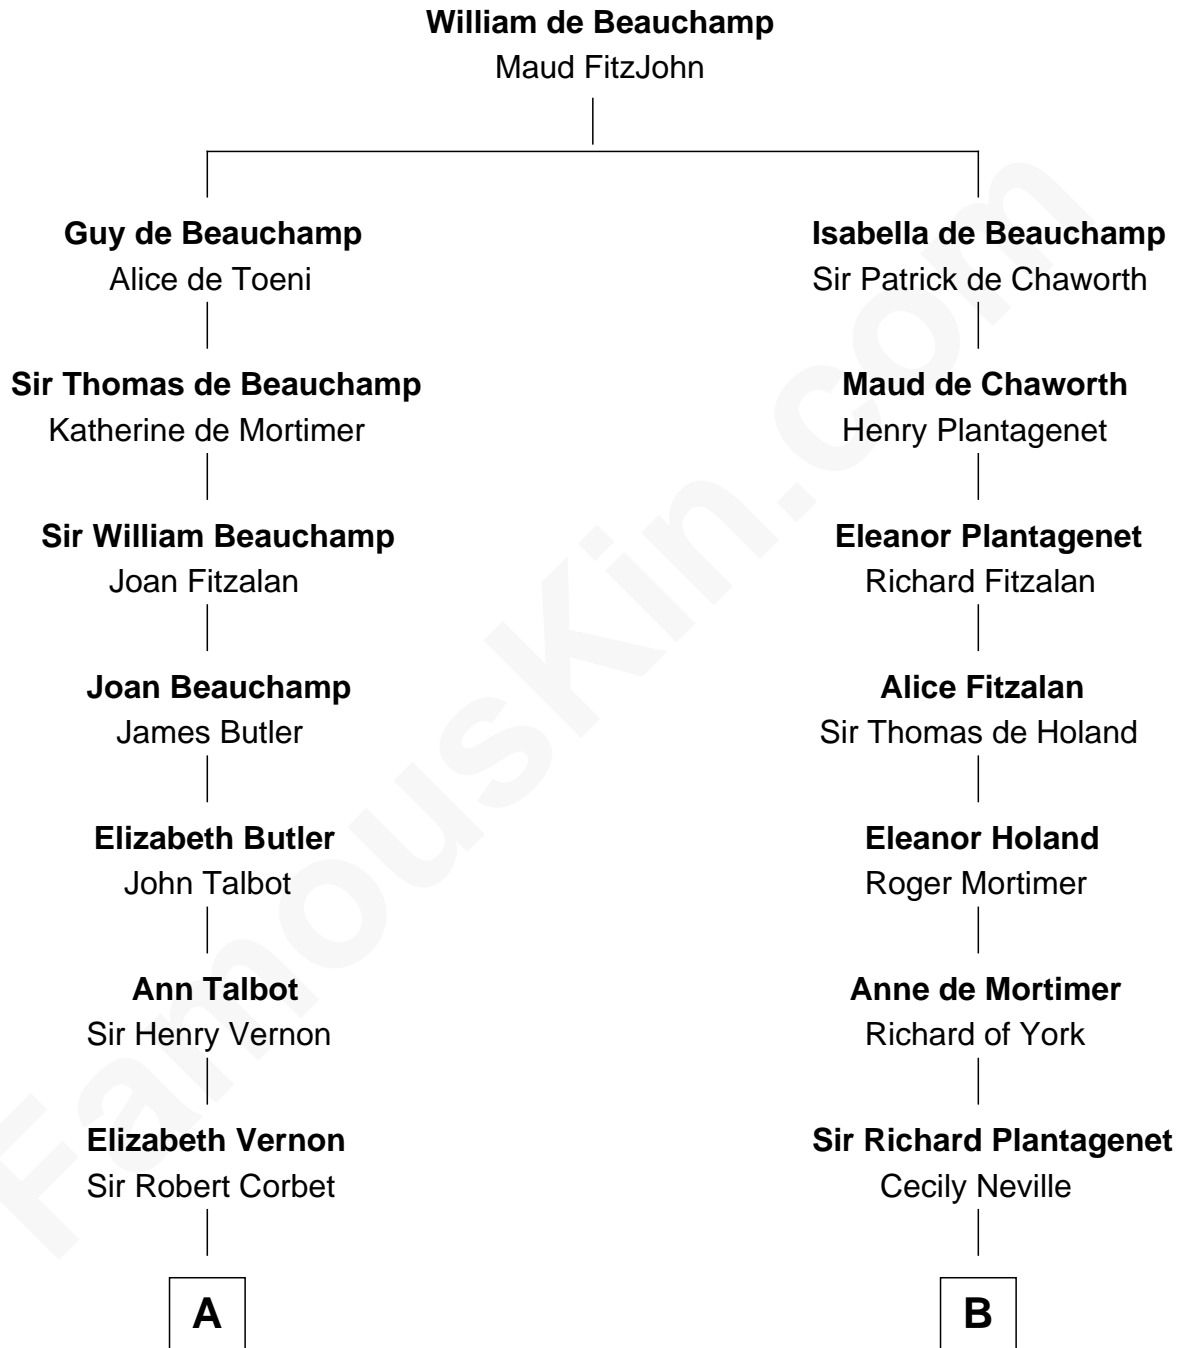 William de Beauchamp
Maud FitzJohn
Guy de Beauchamp
Alice de Toeni
Isabella de Beauchamp
Sir Patrick de Chaworth
Sir Thomas de Beauchamp
Katherine de Mortimer
Maud de Chaworth
Henry Plantagenet
Sir William Beauchamp
Joan Fitzalan
Eleanor Plantagenet
Richard Fitzalan
Joan Beauchamp
James Butler
Alice Fitzalan
Sir Thomas de Holand
Elizabeth Butler
John Talbot
Eleanor Holand
Roger Mortimer
Ann Talbot
Sir Henry Vernon
Anne de Mortimer
Richard of York
Elizabeth Vernon
Sir Robert Corbet
Sir Richard Plantagenet
Cecily Neville
A
B
FamousKin.com